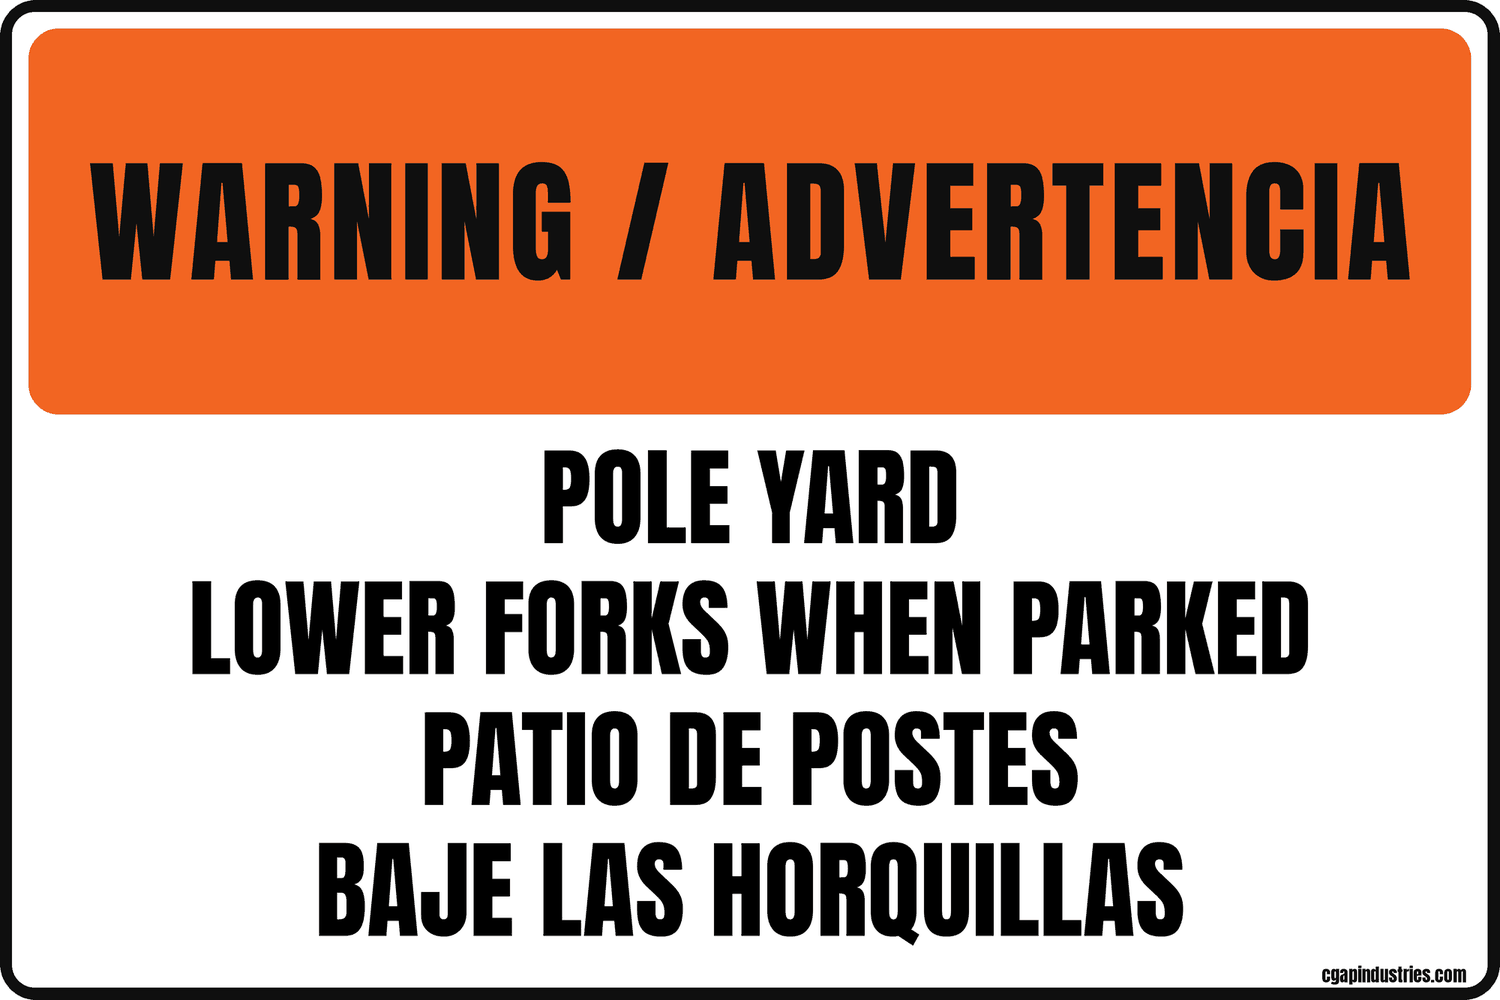 WARNING / ADVERTENCIA
POLE YARD
LOWER FORKS WHEN PARKED
PATIO DE POSTES
BAJE LAS HORQUILLAS
cgapindustries.com